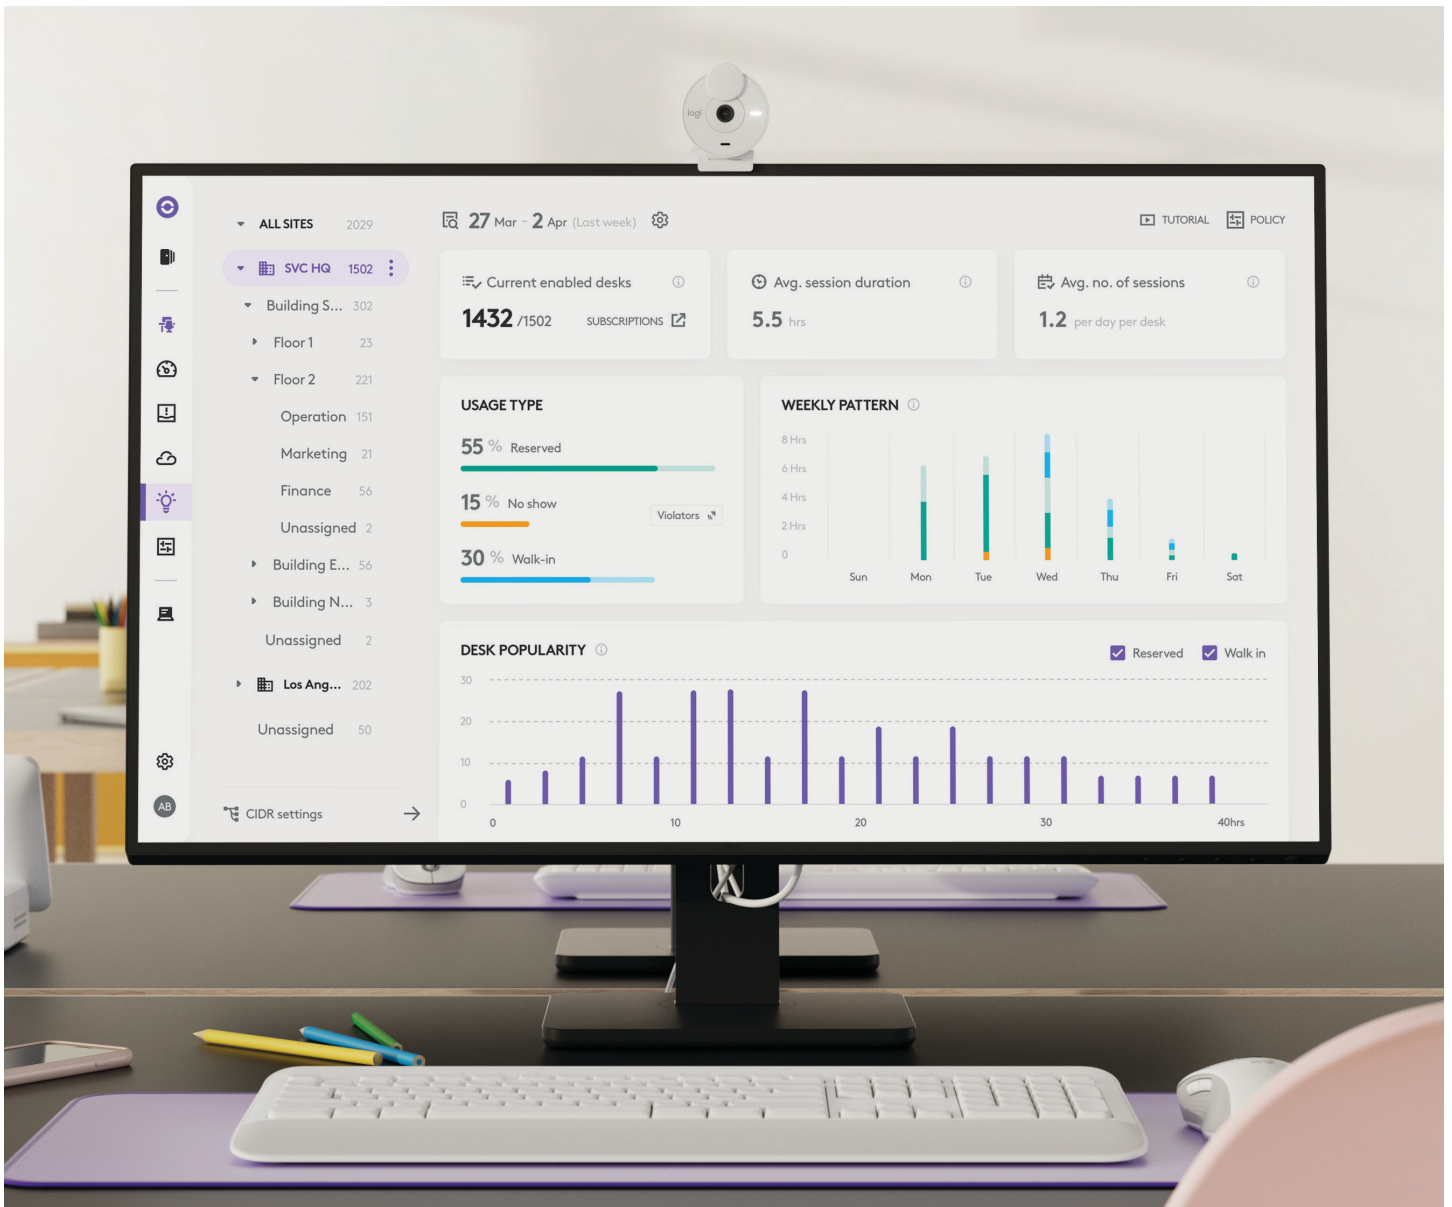 logi
ALL SITES 2029
SVC HQ 1502
Building S... 302
Floor 1 23
Floor 2 221
Operation 151
Marketing 21
Finance 56
Unassigned 2
Building E... 56
Building N... 3
Unassigned 2
Los Ang... 202
Unassigned 50
CIDR settings
AB
27 Mar - 2 Apr (Last week)
TUTORIAL POLICY
Current enabled desks
1432 /1502 SUBSCRIPTIONS
Avg. session duration
5.5 hrs
Avg. no. of sessions
1.2 per day per desk
USAGE TYPE
55 % Reserved
15 % No show
Violators
30 % Walk-in
WEEKLY PATTERN
8 Hrs
6 Hrs
4 Hrs
2 Hrs
0
Sun Mon Tue Wed Thu Fri Sat
DESK POPULARITY
Reserved Walk in
30
20
10
0
0 10 20 30 40hrs